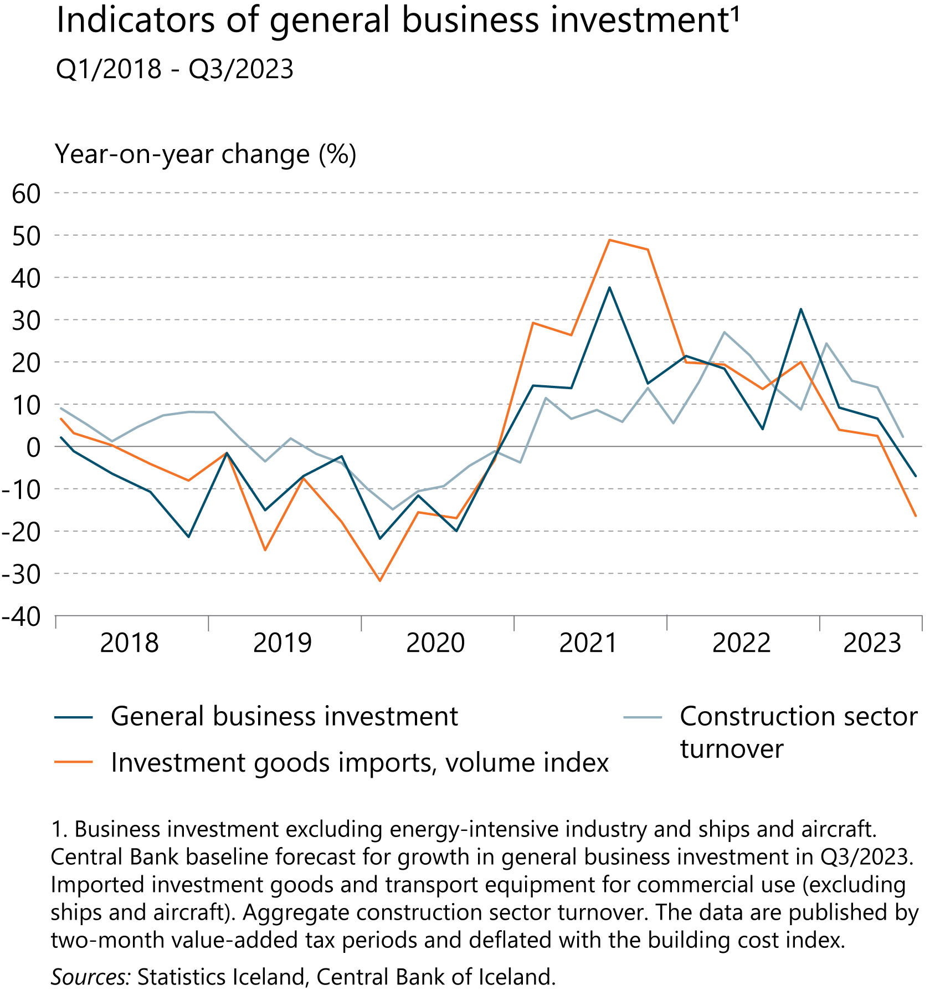 Indicators of general business investment¹
Q1/2018 - Q3/2023
Year-on-year change (%)
60
50
40
30
20
10
0
-10
-20
-30
-40
2018 2019 2020 2021 2022 2023
General business investment
Investment goods imports, volume index
Construction sector
turnover
1. Business investment excluding energy-intensive industry and ships and aircraft.
Central Bank baseline forecast for growth in general business investment in Q3/2023.
Imported investment goods and transport equipment for commercial use (excluding
ships and aircraft). Aggregate construction sector turnover. The data are published by
two-month value-added tax periods and deflated with the building cost index.
Sources: Statistics Iceland, Central Bank of Iceland.